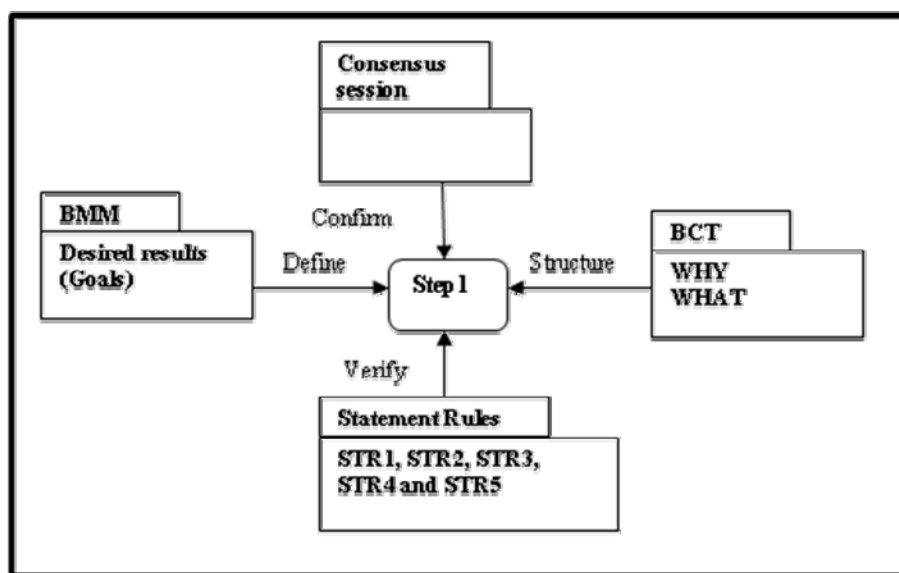 Consensus
session
Confirm
BMM
Desired results
(Goals)
Define
Step 1
Structure
BCT
WHY
WHAT
Verify
Statement Rules
STR1, STR2, STR3,
STR4 and STR5